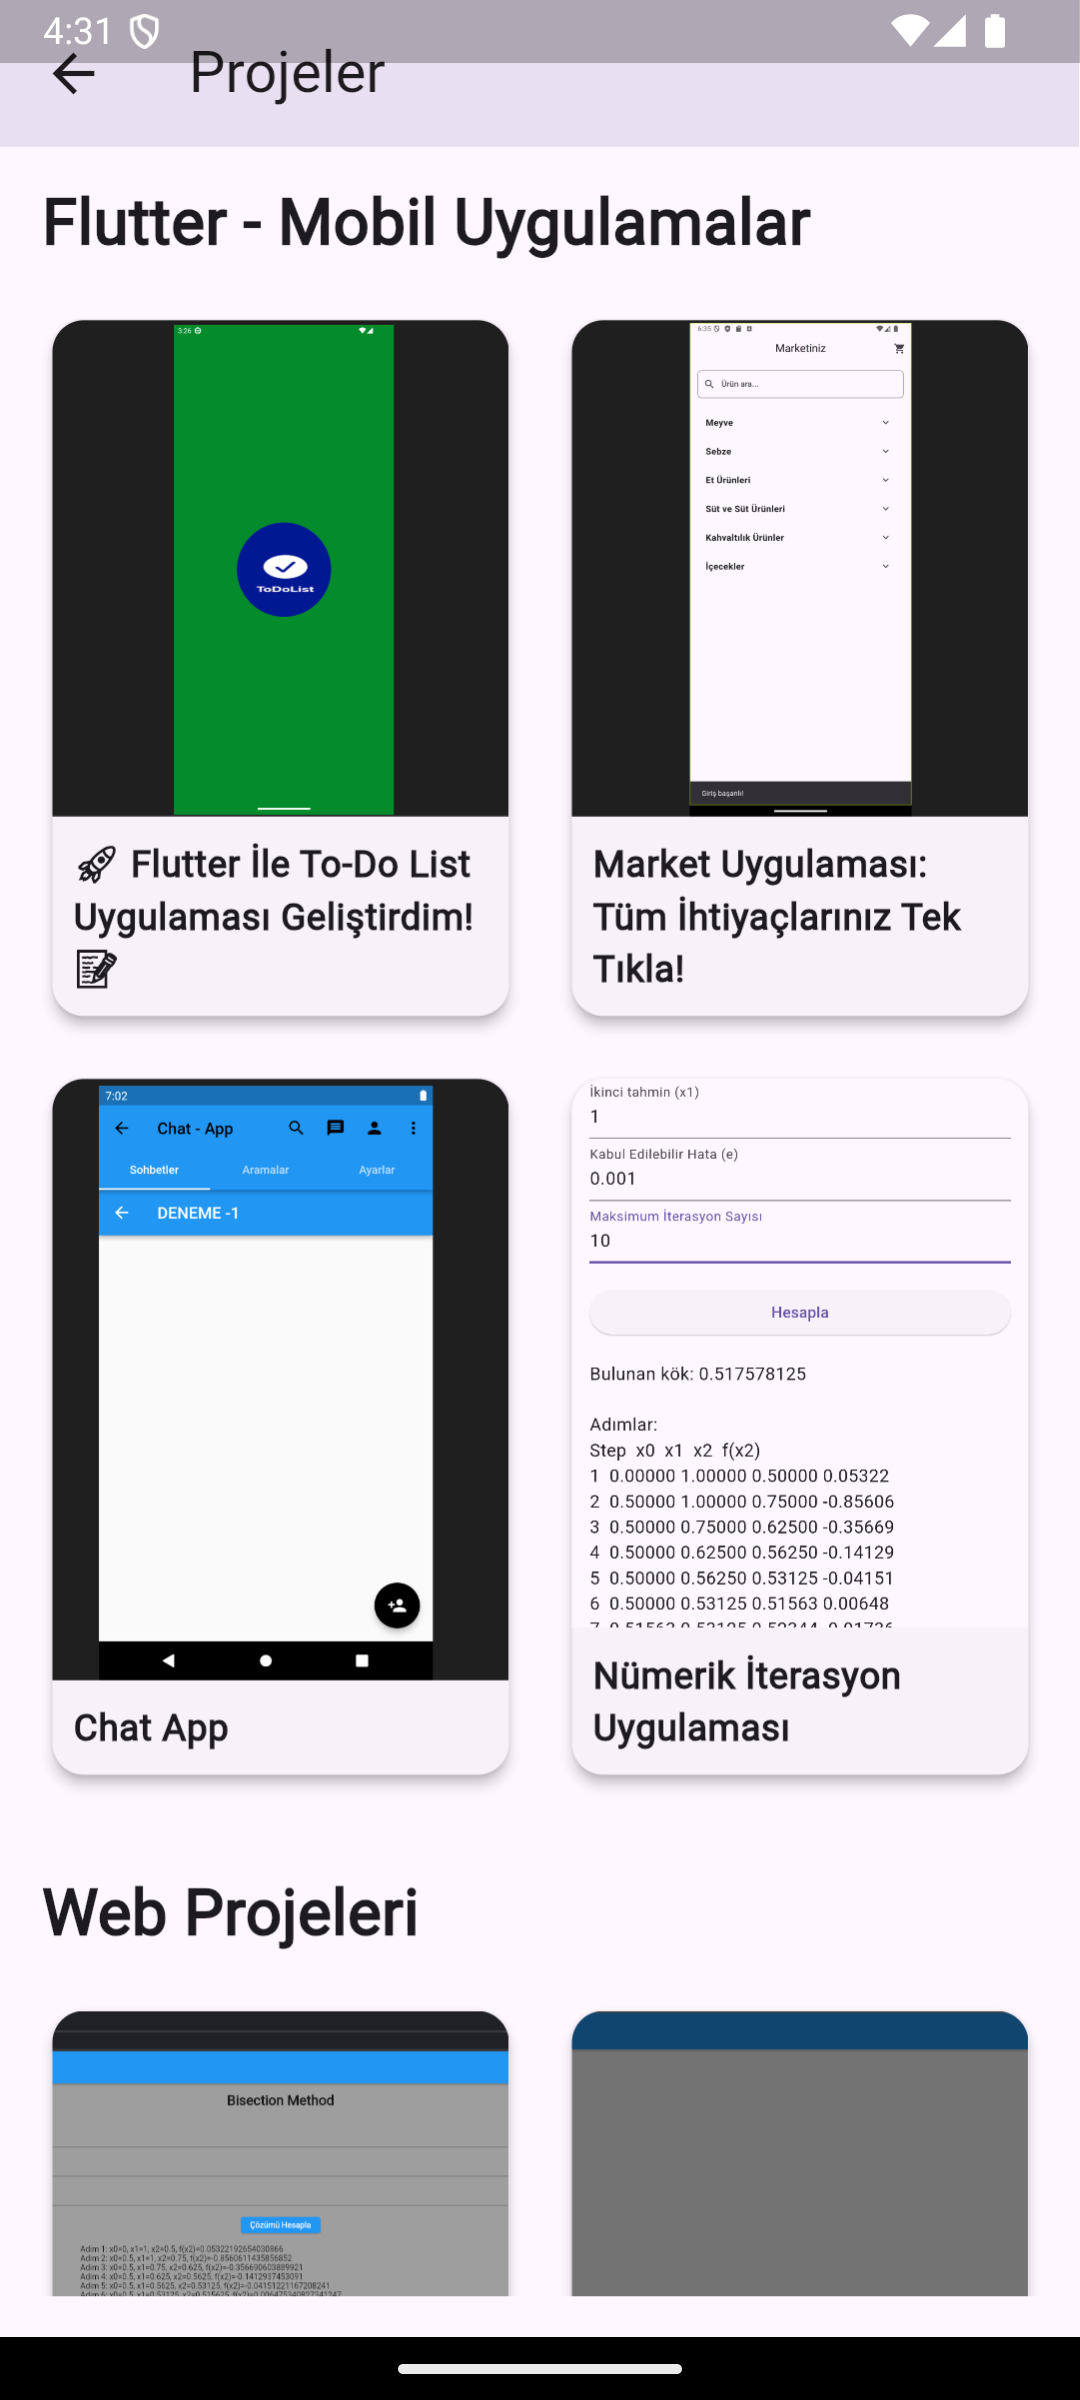 4:31
Projeler
Flutter - Mobil Uygulamalar
3:26
ToDoList
🚀 Flutter İle To-Do List
Uygulaması Geliştirdim!
📝
6:35
Marketiniz
Ürün ara...
Meyve
Sebze
Et Ürünleri
Süt ve Süt Ürünleri
Kahvaltılık Ürünler
İçecekler
Giriş başarılı!
Market Uygulaması:
Tüm İhtiyaçlarınız Tek
Tıkla!
7:02
Chat - App
Sohbetler Aramalar Ayarlar
DENEME -1
Chat App
İkinci tahmin (x1)
1
Kabul Edilebilir Hata (e)
0.001
Maksimum İterasyon Sayısı
10
Hesapla
Bulunan kök: 0.517578125
Adımlar:
Step x0 x1 x2 f(x2)
1 0.00000 1.00000 0.50000 0.05322
2 0.50000 1.00000 0.75000 -0.85606
3 0.50000 0.75000 0.62500 -0.35669
4 0.50000 0.62500 0.56250 -0.14129
5 0.50000 0.56250 0.53125 -0.04151
6 0.50000 0.53125 0.51563 0.00648
Nümerik İterasyon
Uygulaması
Web Projeleri
Bisection Method
Çözümü Hesapla
Adım 1: x0=0, x1=1, x2=0.5, f(x2)=0.05322192654030866
Adım 2: x0=0.5, x1=1, x2=0.75, f(x2)=-0.8560611435856852
Adım 3: x0=0.5, x1=0.75, x2=0.625, f(x2)=-0.356690603889921
Adım 4: x0=0.5, x1=0.625, x2=0.5625, f(x2)=-0.1412937453091
Adım 5: x0=0.5, x1=0.5625, x2=0.53125, f(x2)=-0.04151221167208241